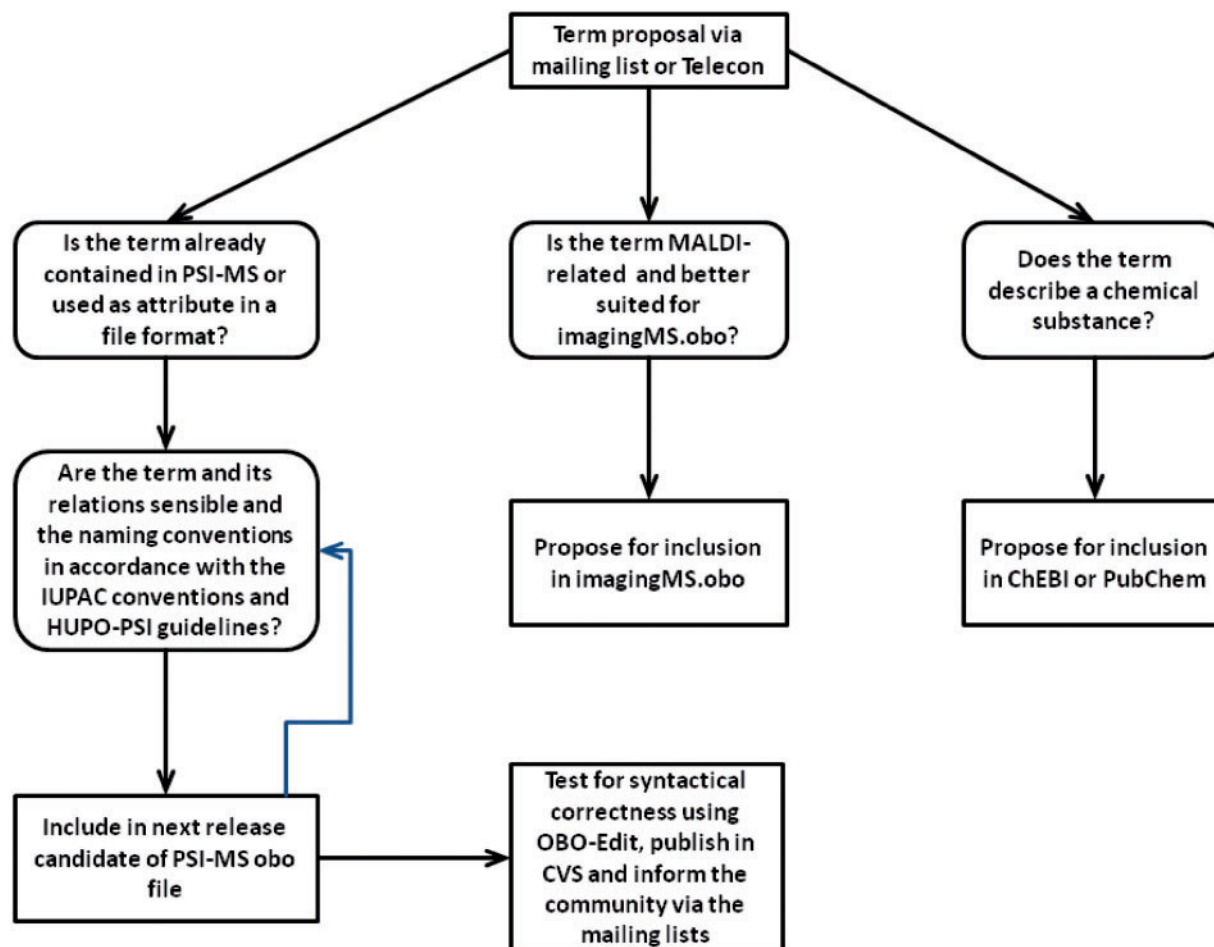 Term proposal via
mailing list or Telecon
Is the term already
contained in PSI-MS or
used as attribute in a
file format?
Is the term MALDI-
related and better
suited for
imagingMS.obo?
Does the term
describe a chemical
substance?
Are the term and its
relations sensible and
the naming conventions
in accordance with the
IUPAC conventions and
HUPO-PSI guidelines?
Propose for inclusion
in imagingMS.obo
Propose for inclusion
in ChEBI or PubChem
Include in next release
candidate of PSI-MS obo
file
Test for syntactical
correctness using
OBO-Edit, publish in
CVS and inform the
community via the
mailing lists